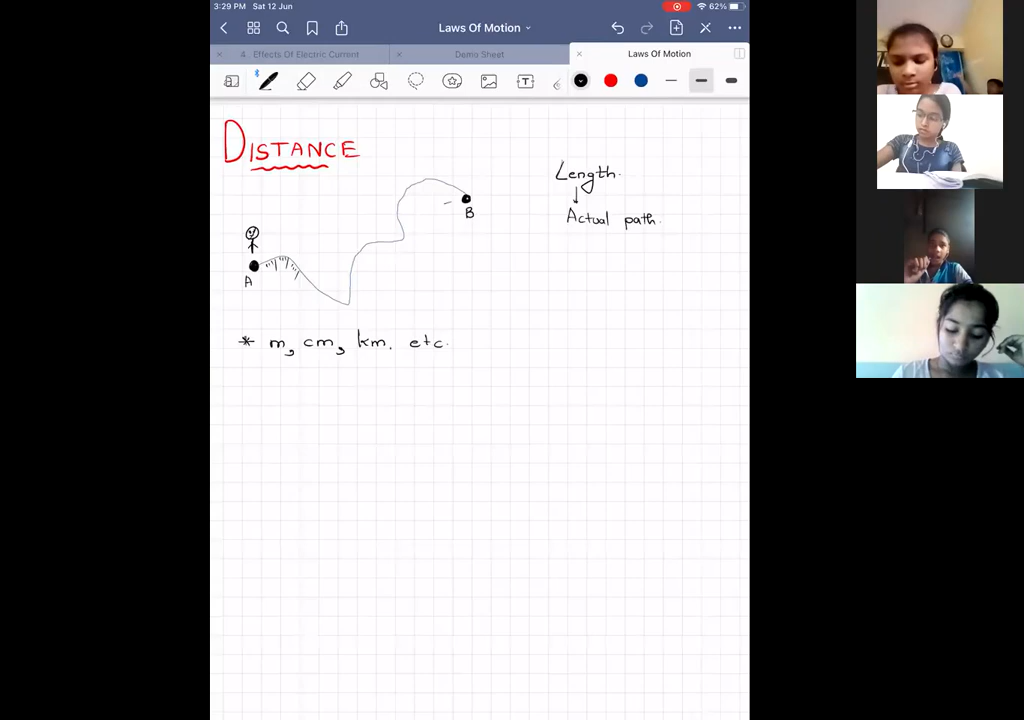 3:29 PM Sat 12 Jun
62%
Laws Of Motion
4 Effects Of Electric Current
Demo Sheet
Laws Of Motion
T
DISTANCE
Length.
Actual path.
B
A
* m, cm, km. etc.